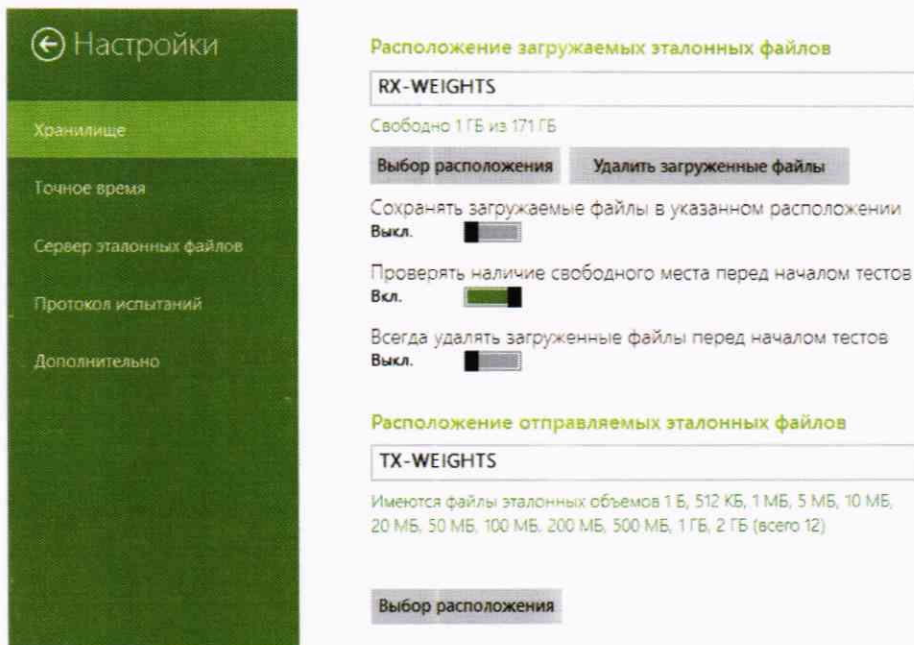 Настройки
Хранилище
Точное время
Сервер эталонных файлов
Протокол испытаний
Дополнительно
Расположение загружаемых эталонных файлов
RX-WEIGHTS
Свободно 1 ГБ из 171 ГБ
Выбор расположения Удалить загруженные файлы
Сохранять загружаемые файлы в указанном расположении
Выкл.
Проверять наличие свободного места перед началом тестов
Вкл.
Всегда удалять загруженные файлы перед началом тестов
Выкл.
Расположение отправляемых эталонных файлов
TX-WEIGHTS
Имеются файлы эталонных объемов 1 Б, 512 КБ, 1 МБ, 5 МБ, 10 МБ,
20 МБ, 50 МБ, 100 МБ, 200 МБ, 500 МБ, 1 ГБ, 2 ГБ (всего 12)
Выбор расположения